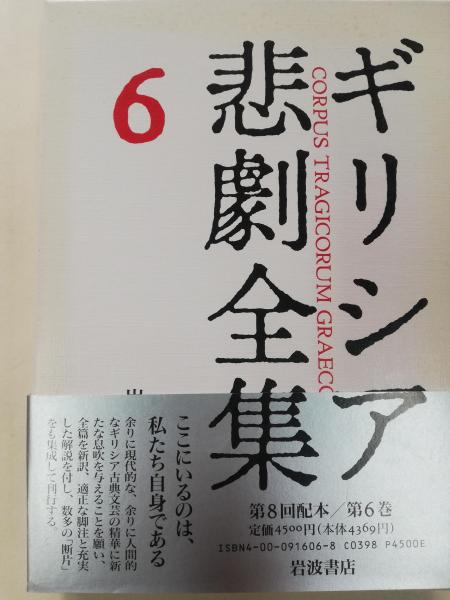 ギリシア
悲劇全集
CORPUS TRAGICORUM GRAECO
6
ここにいるのは、
私たち自身である
余りに現代的な、余りに人間的
なギリシア古典文芸の精華に新
たな息吹を与えることを願い、
全篇を新訳、適正な脚注と充実
した解説を付し、数多の「断片」
をも集成して刊行する。
第8回配本/第6巻
定価4500円(本体4369円)
ISBN4-00-091606-8 C0398 P4500E
岩波書店